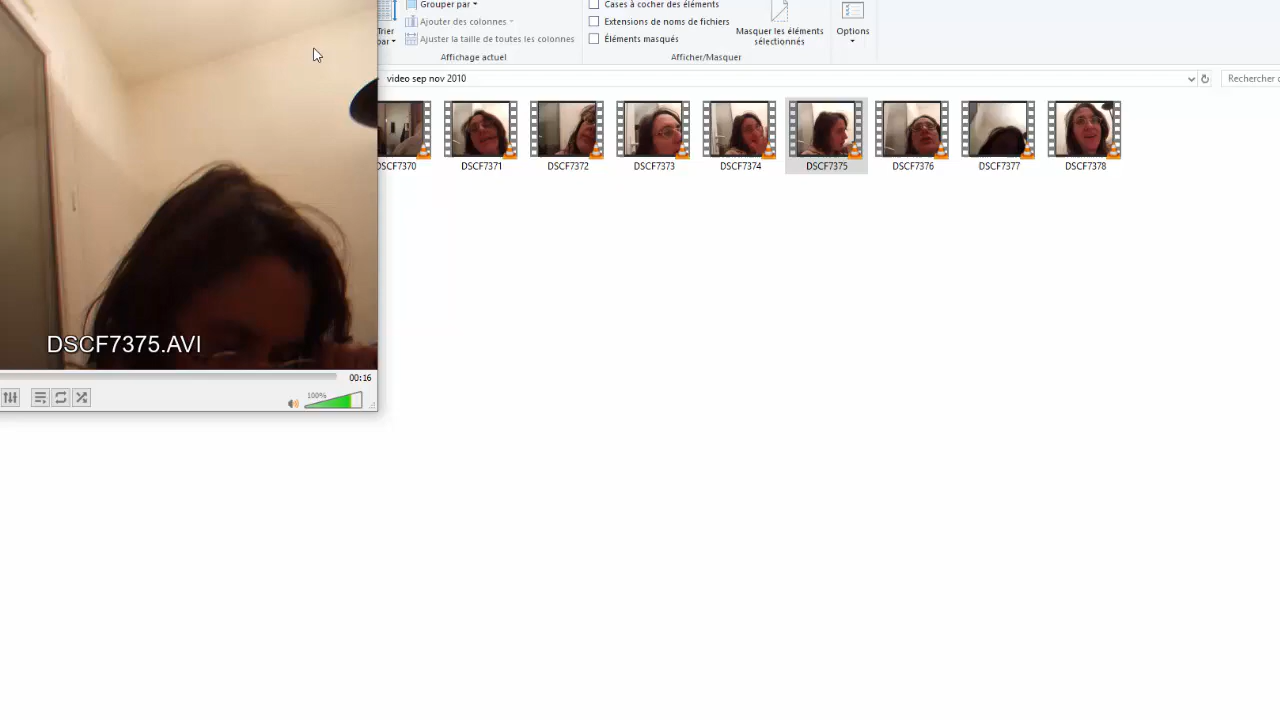 Grouper par
Cases à cocher des éléments
Trier
par
Ajouter des colonnes
Extensions de noms de fichiers
Masquer les éléments
sélectionnés
Options
Ajuster la taille de toutes les colonnes
Éléments masqués
Affichage actuel
Afficher/Masquer
video sep nov 2010
Rechercher
DSCF7370
DSCF7371
DSCF7372
DSCF7373
DSCF7374
DSCF7375
DSCF7376
DSCF7377
DSCF7378
DSCF7375.AVI
00:16
100%